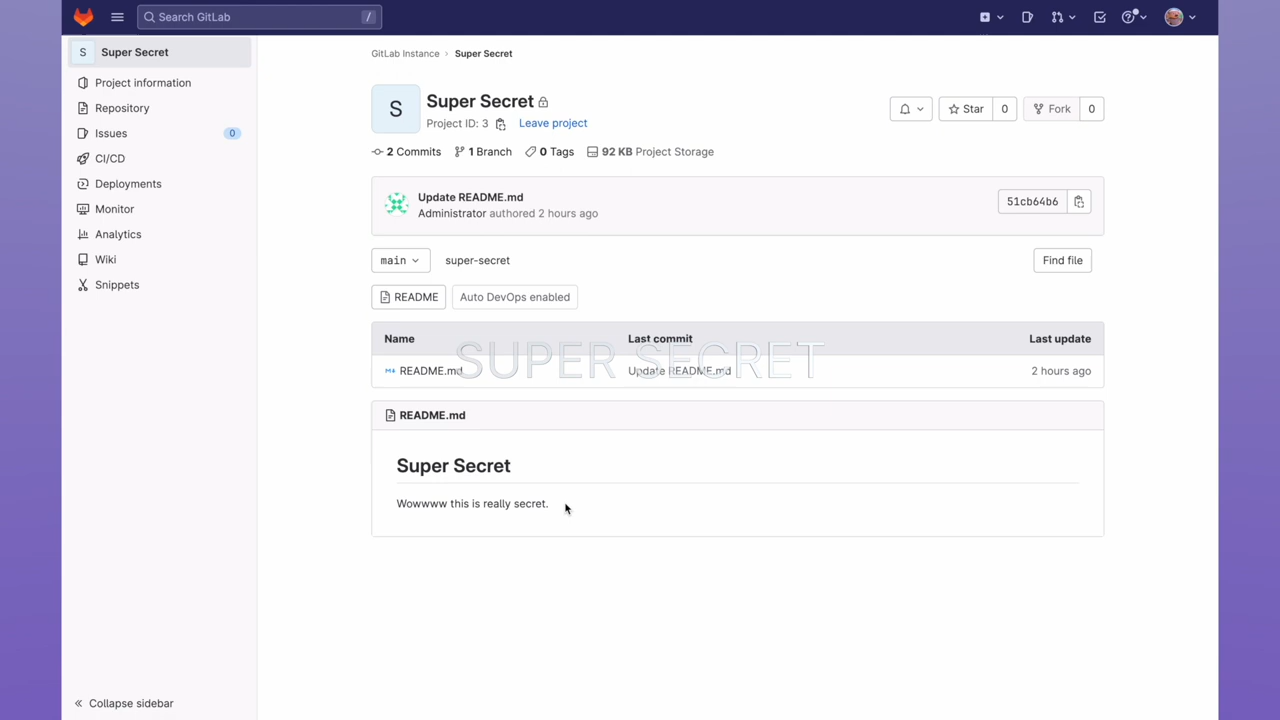 Search GitLab /
S Super Secret
GitLab Instance › Super Secret
Project information
Repository
Issues 0
CI/CD
Deployments
Monitor
Analytics
Wiki
Snippets
S
Super Secret
Project ID: 3 Leave project
Star 0 Fork 0
2 Commits 1 Branch 0 Tags 92 KB Project Storage
Update README.md
Administrator authored 2 hours ago
51cb64b6
main super-secret Find file
README Auto DevOps enabled
Name Last commit Last update
SUPER SECRET
README.md Update README.md 2 hours ago
README.md
Super Secret
Wowwww this is really secret.
« Collapse sidebar